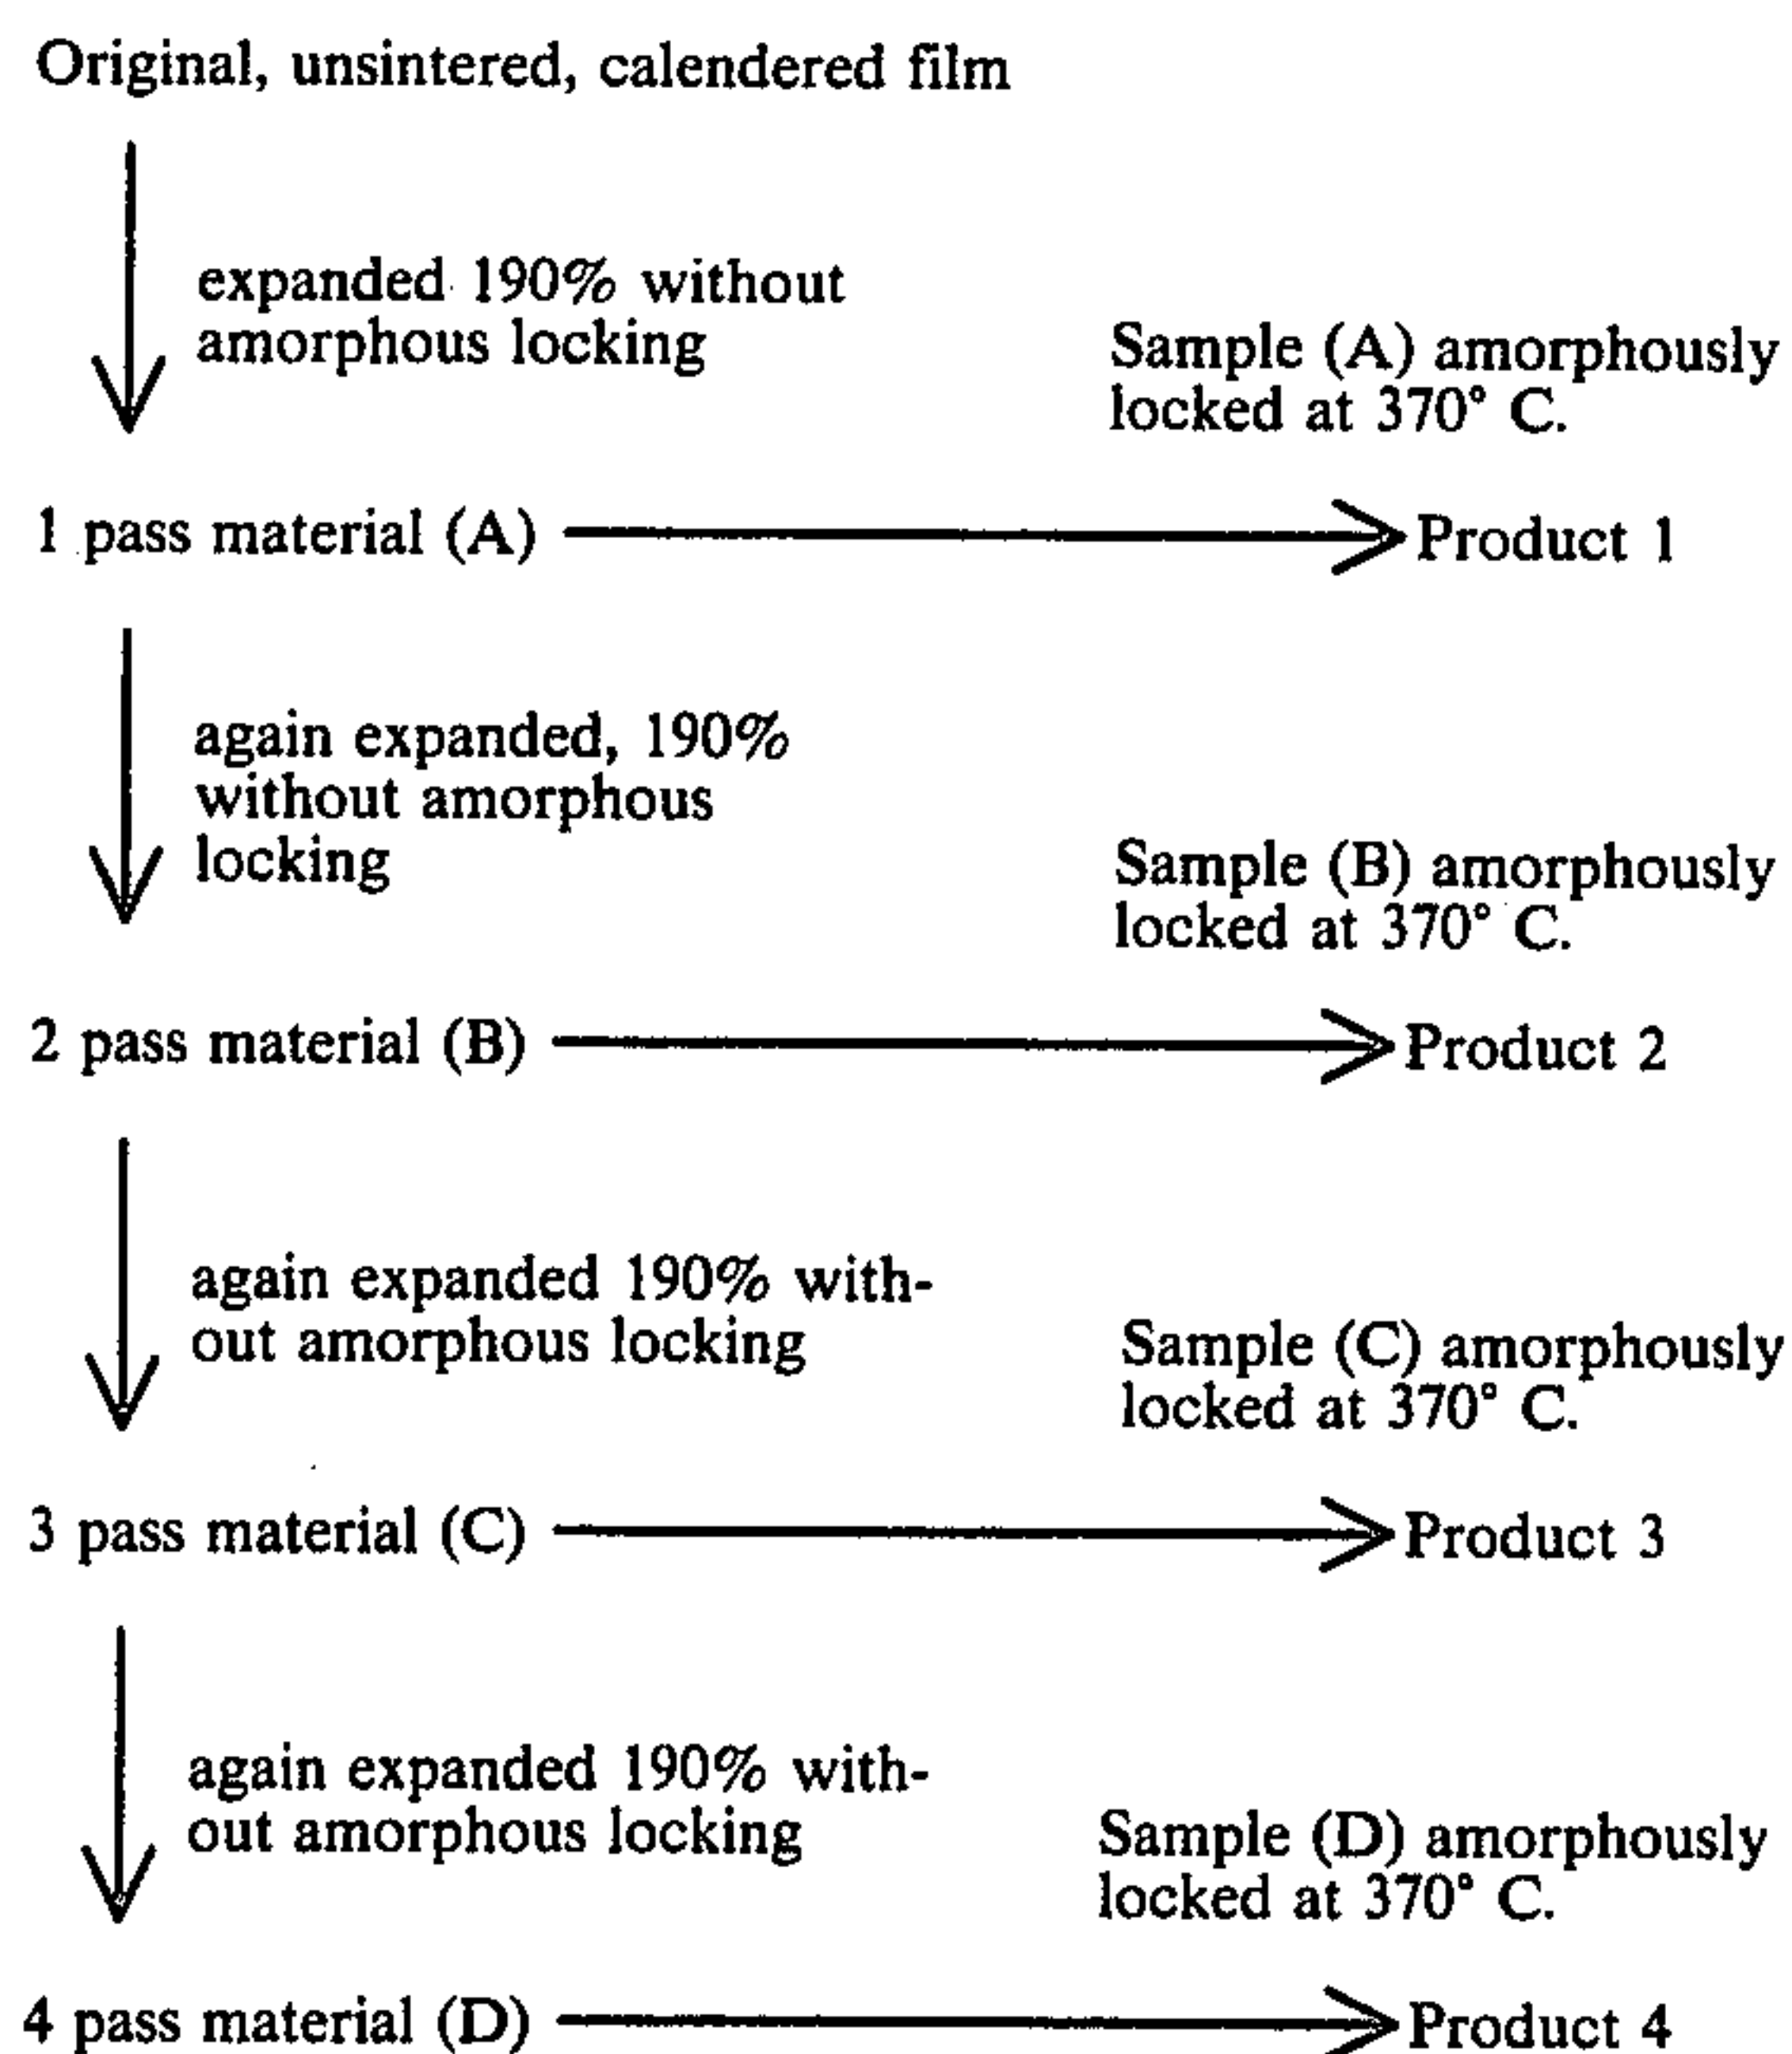 Original, unsintered, calendered film
expanded 190% without
amorphous locking
Sample (A) amorphously
locked at 370° C.
1 pass material (A)
Product 1
again expanded, 190%
without amorphous
locking
Sample (B) amorphously
locked at 370° C.
2 pass material (B)
Product 2
again expanded 190% with-
out amorphous locking
Sample (C) amorphously
locked at 370° C.
3 pass material (C)
Product 3
again expanded 190% with-
out amorphous locking
Sample (D) amorphously
locked at 370° C.
4 pass material (D)
Product 4